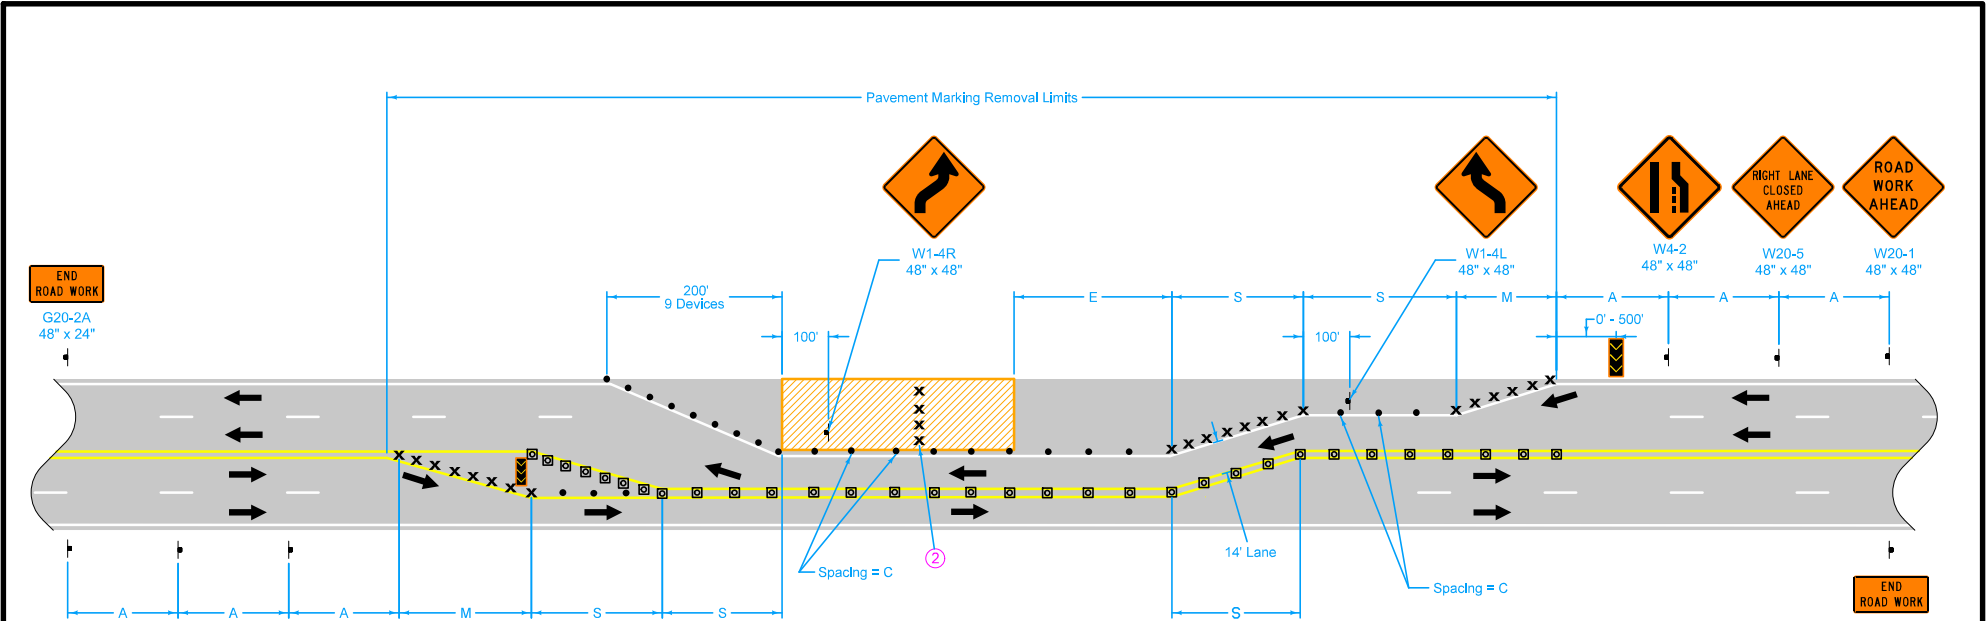 Pavement Marking Removal Limits
RIGHT LANE
CLOSED
AHEAD
ROAD
WORK
AHEAD
W1-4R
48" x 48"
W1-4L
48" x 48"
W4-2
48" x 48"
W20-5
48" x 48"
W20-1
48" x 48"
END
ROAD WORK
G20-2A
48" x 24"
200'
9 Devices
E
S
S
M
A
A
A
100'
100'
0' - 500'
14' Lane
2
Spacing = C
Spacing = C
END
ROAD WORK
A
A
A
M
S
S
S